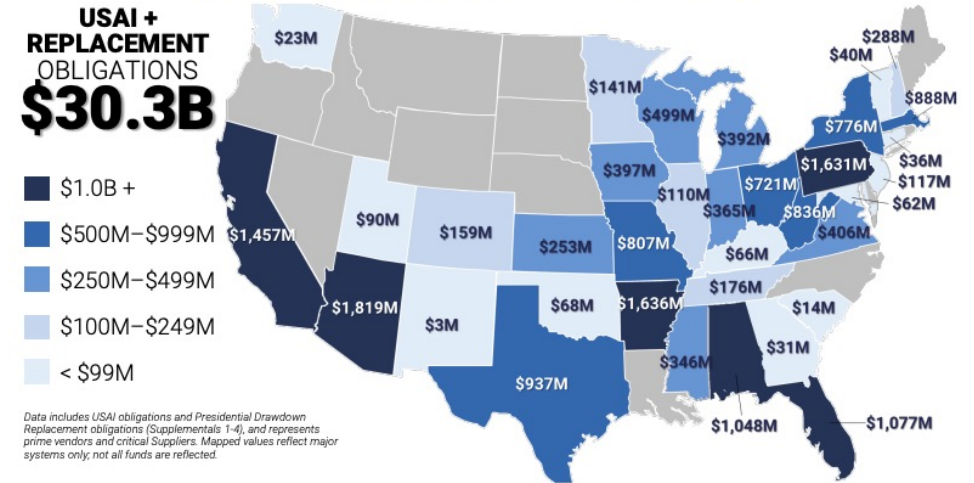 USAI +
REPLACEMENT
OBLIGATIONS
$30.3B
$1.0B +
$500M–$999M
$250M–$499M
$100M–$249M
< $99M
Data includes USAI obligations and Presidential Drawdown
Replacement obligations (Supplementals 1-4), and represents
prime vendors and critical Suppliers. Mapped values reflect major
systems only; not all funds are reflected.
$23M
$288M
$40M
$141M
$888M
$499M
$776M
$392M
$1,631M
$36M
$397M
$721M
$117M
$110M
$62M
$365M
$836M
$90M
$406M
$1,457M
$159M
$253M
$807M
$66M
$176M
$1,819M
$68M
$1,636M
$14M
$3M
$31M
$346M
$937M
$1,048M
$1,077M